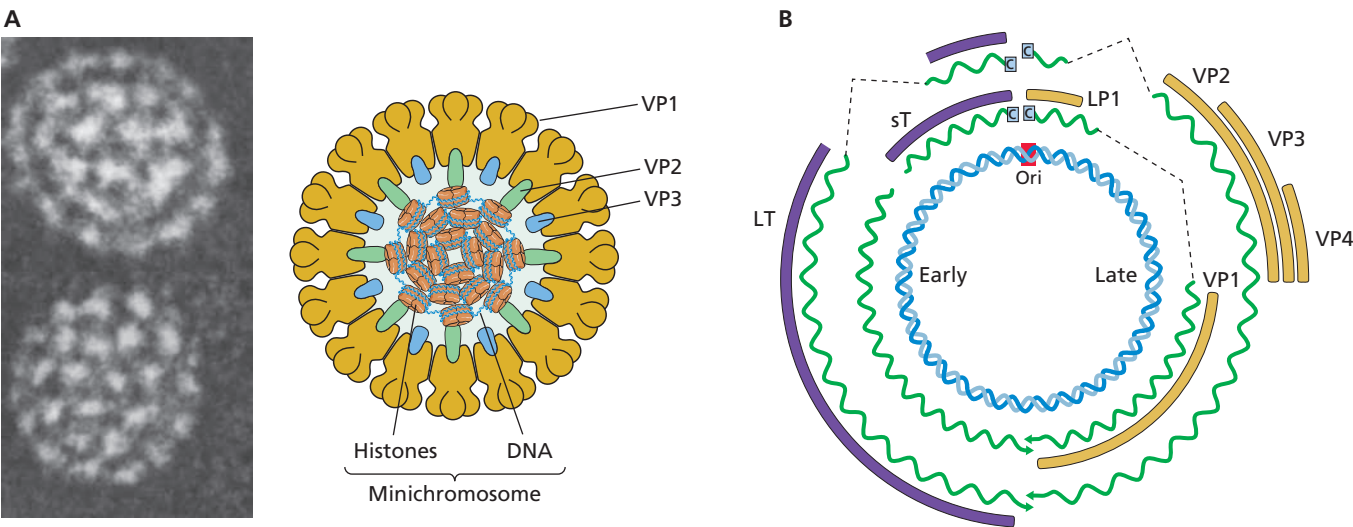 A
VP1
VP2
VP3
Histones
DNA
Minichromosome
B
C
C
VP2
LP1
sT
C
C
VP3
Ori
LT
VP4
Early
Late
VP1